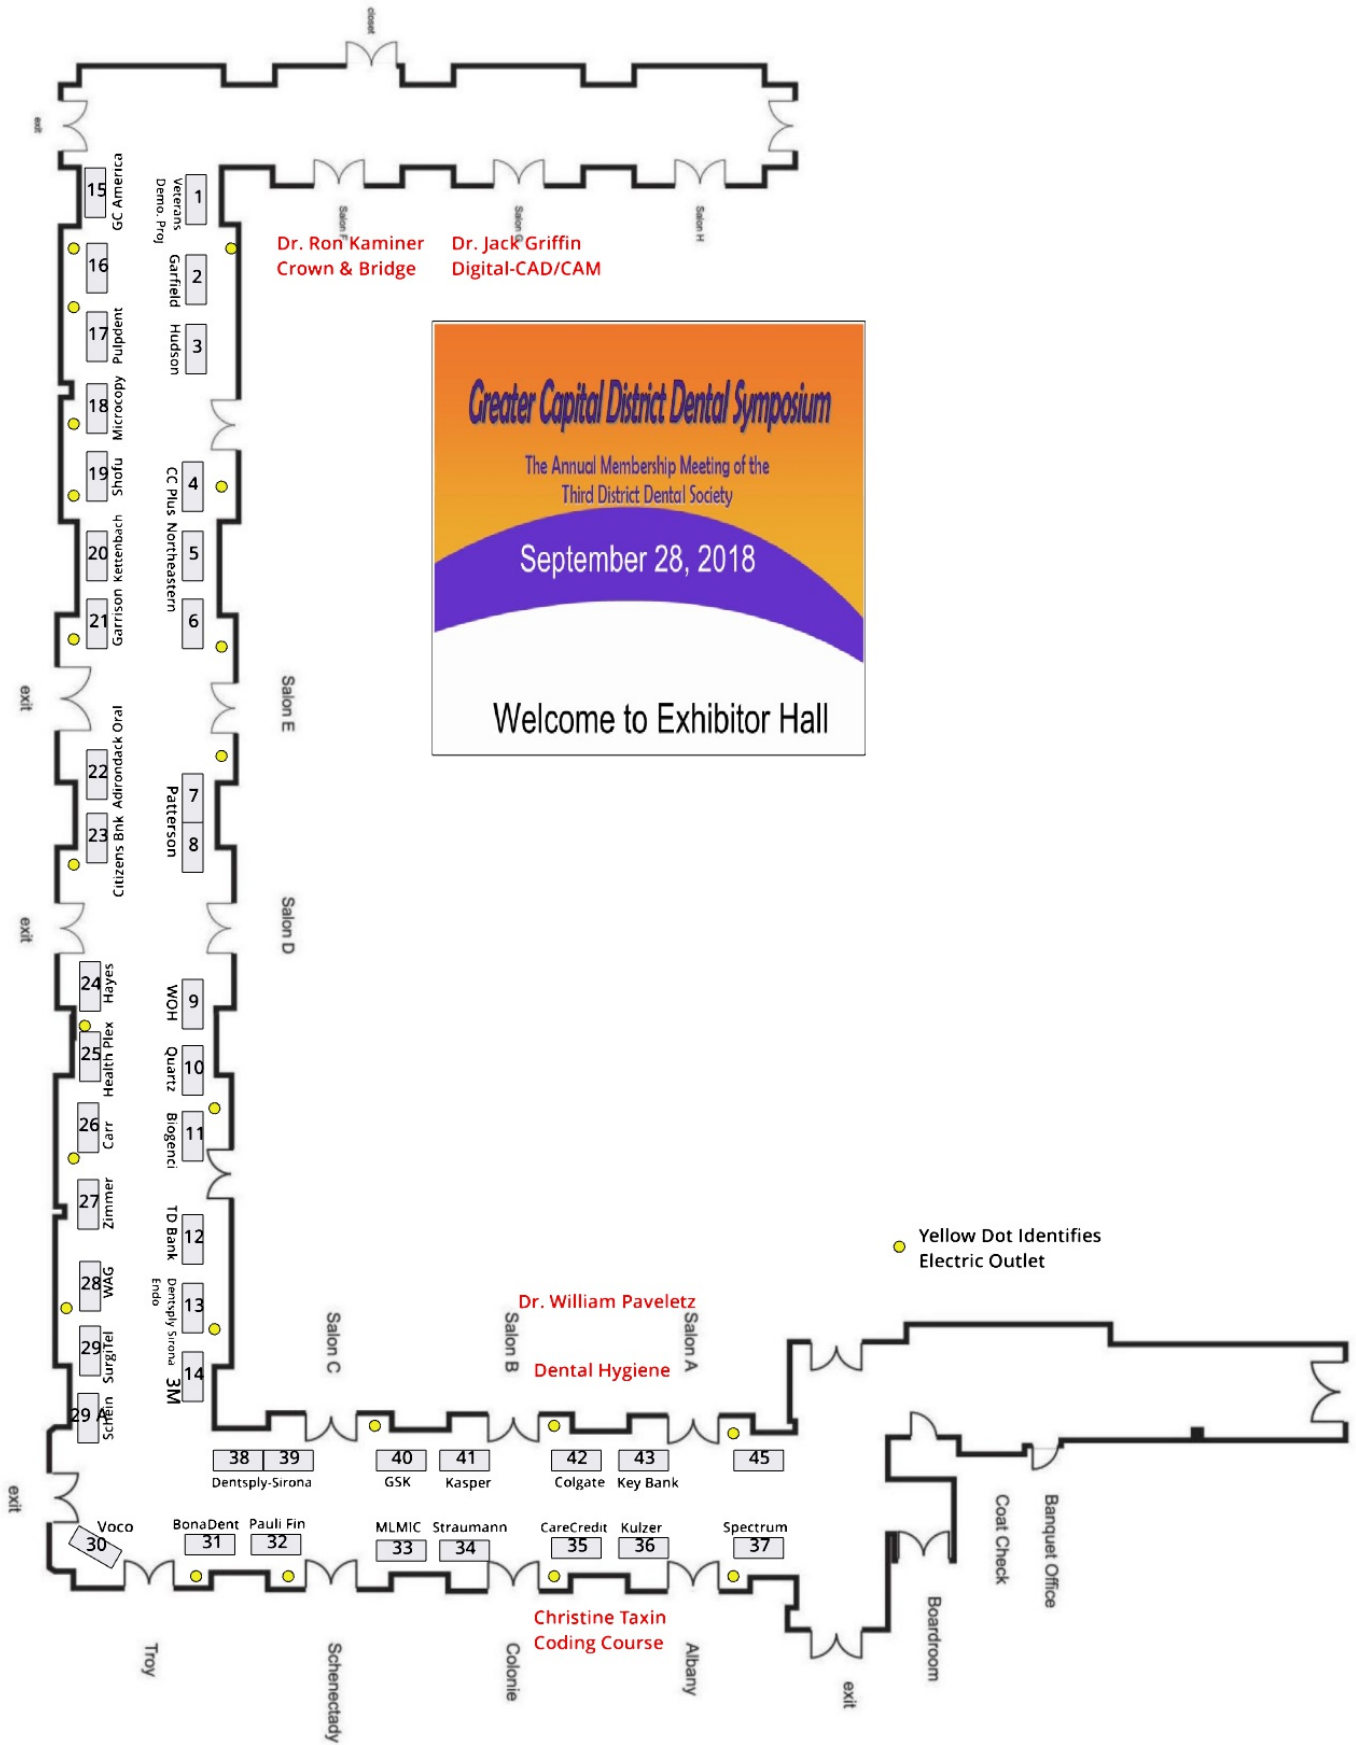 closet
exit
15
GC America
1
Veterans
Demo. Proj
Salon F
Salon G
Salon H
Dr. Ron Kaminer
Crown & Bridge
Dr. Jack Griffin
Digital-CAD/CAM
16
2
Garfield
17
Pulpdent
3
Hudson
18
Microcopy
19
Shofu
4
CC Plus
20
Kettenbach
5
Northeastern
21
Garrison
6
Greater Capital District Dental Symposium
The Annual Membership Meeting of the
Third District Dental Society
September 28, 2018
Welcome to Exhibitor Hall
exit
Salon E
22
Adirondack Oral
23
Citizens Bnk
7
8
Patterson
exit
Salon D
24
Hayes
9
WOH
25
Health Plex
10
Quartz
26
Carr
11
Biogenci
27
Zimmer
12
TD Bank
28
WAG
13
Dentsply Sirona
Endo
29
SurgiTel
14
3M
29 A
Schein
Yellow Dot Identifies
Electric Outlet
Dr. William Paveletz
Salon C
Salon B
Salon A
Dental Hygiene
38
39
Dentsply-Sirona
40
GSK
41
Kasper
42
Colgate
43
Key Bank
45
exit
Voco
30
BonaDent
31
Pauli Fin
32
MLMIC
33
Straumann
34
CareCredit
35
Kulzer
36
Spectrum
37
Coat Check
Banquet Office
Boardroom
Christine Taxin
Coding Course
Troy
Schenectady
Colonie
Albany
exit